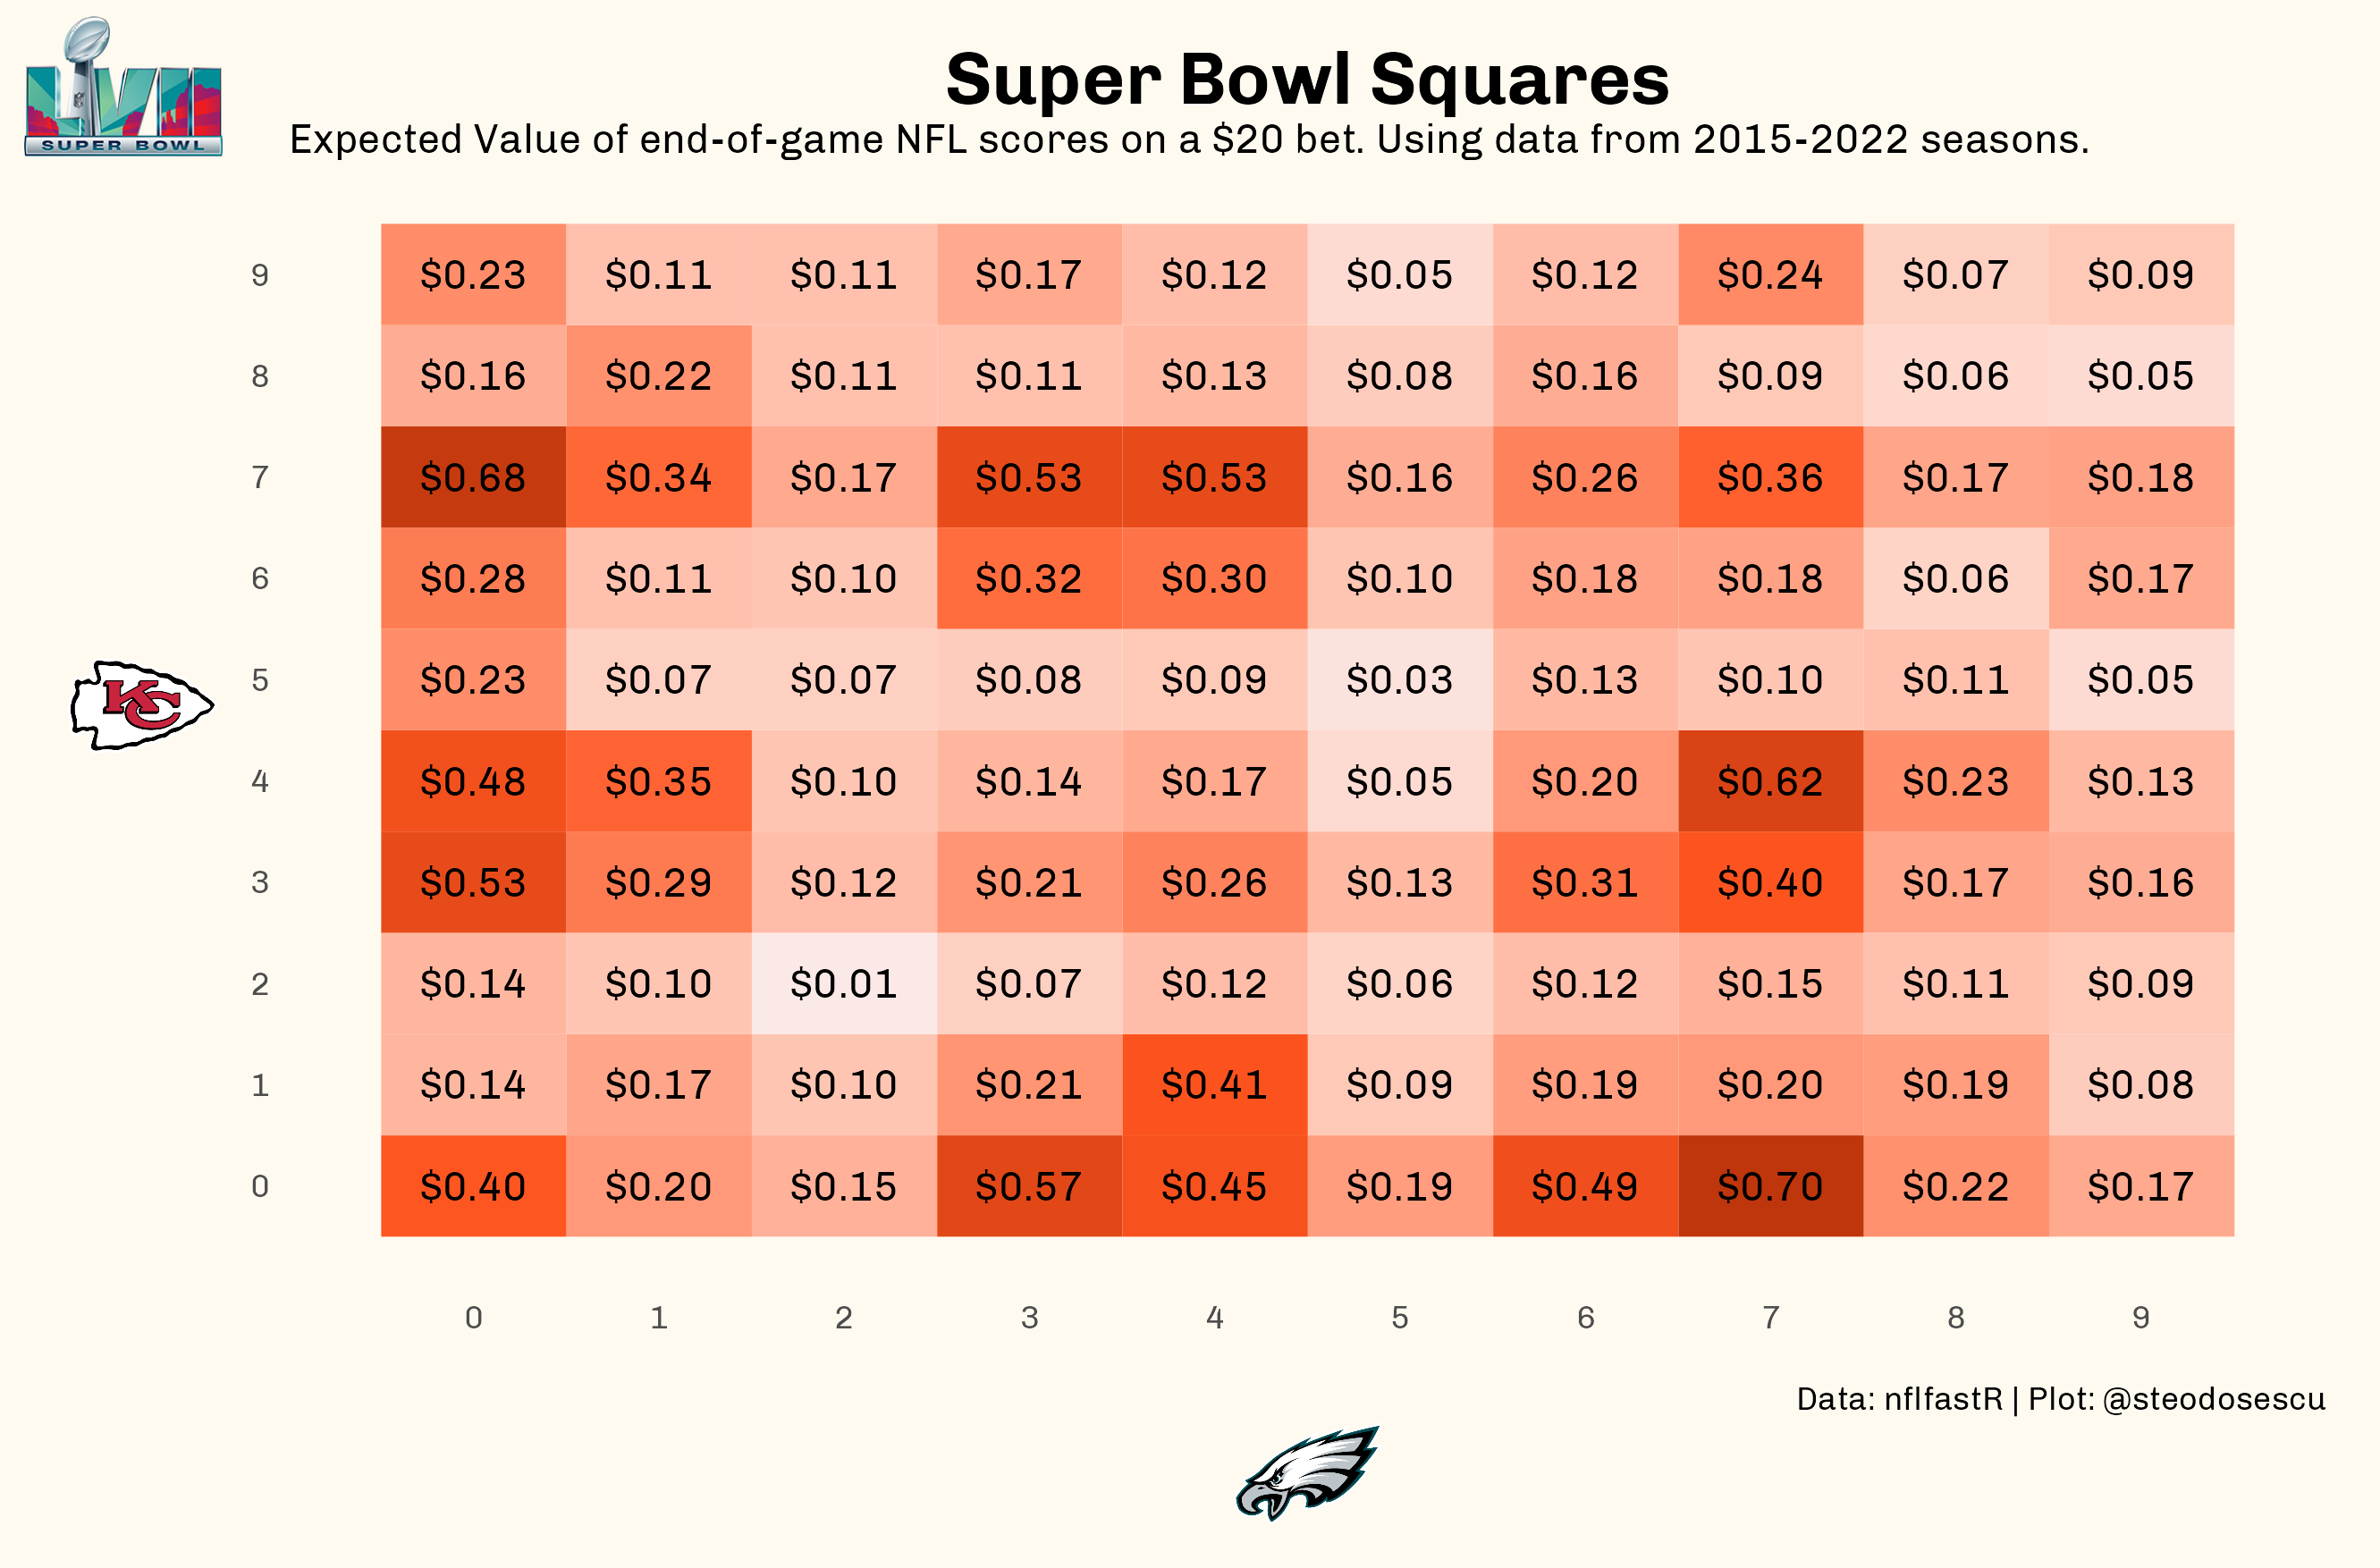 Super Bowl Squares
LVII
SUPER BOWL
Expected Value of end-of-game NFL scores on a $20 bet. Using data from 2015-2022 seasons.
9 $0.23 $0.11 $0.11 $0.17 $0.12 $0.05 $0.12 $0.24 $0.07 $0.09
8 $0.16 $0.22 $0.11 $0.11 $0.13 $0.08 $0.16 $0.09 $0.06 $0.05
7 $0.68 $0.34 $0.17 $0.53 $0.53 $0.16 $0.26 $0.36 $0.17 $0.18
6 $0.28 $0.11 $0.10 $0.32 $0.30 $0.10 $0.18 $0.18 $0.06 $0.17
5 $0.23 $0.07 $0.07 $0.08 $0.09 $0.03 $0.13 $0.10 $0.11 $0.05
KC
4 $0.48 $0.35 $0.10 $0.14 $0.17 $0.05 $0.20 $0.62 $0.23 $0.13
3 $0.53 $0.29 $0.12 $0.21 $0.26 $0.13 $0.31 $0.40 $0.17 $0.16
2 $0.14 $0.10 $0.01 $0.07 $0.12 $0.06 $0.12 $0.15 $0.11 $0.09
1 $0.14 $0.17 $0.10 $0.21 $0.41 $0.09 $0.19 $0.20 $0.19 $0.08
0 $0.40 $0.20 $0.15 $0.57 $0.45 $0.19 $0.49 $0.70 $0.22 $0.17
0 1 2 3 4 5 6 7 8 9
Data: nflfastR | Plot: @steodosescu